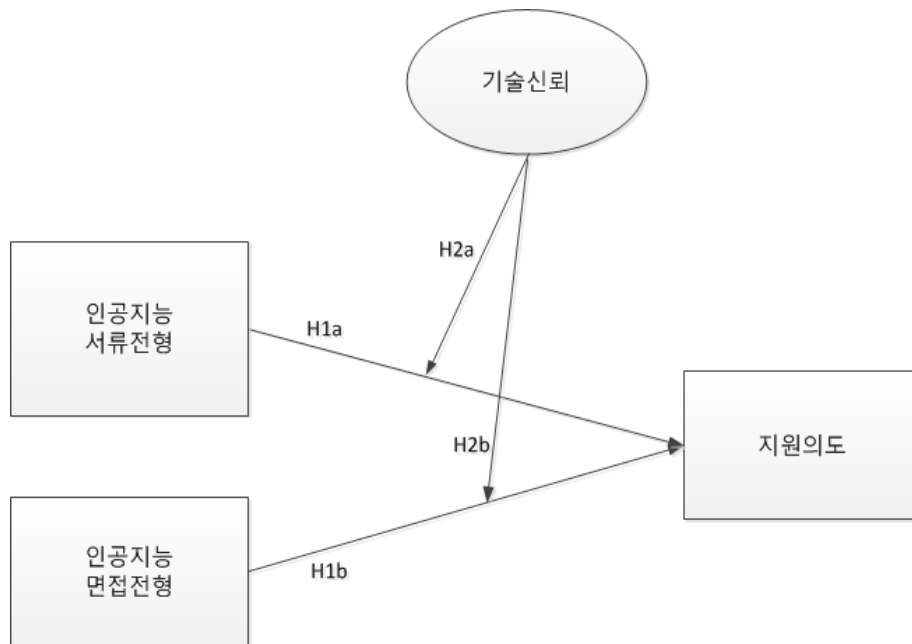 기술신뢰
H2a
인공지능
서류전형
H1a
H2b
지원의도
인공지능
면접전형
H1b